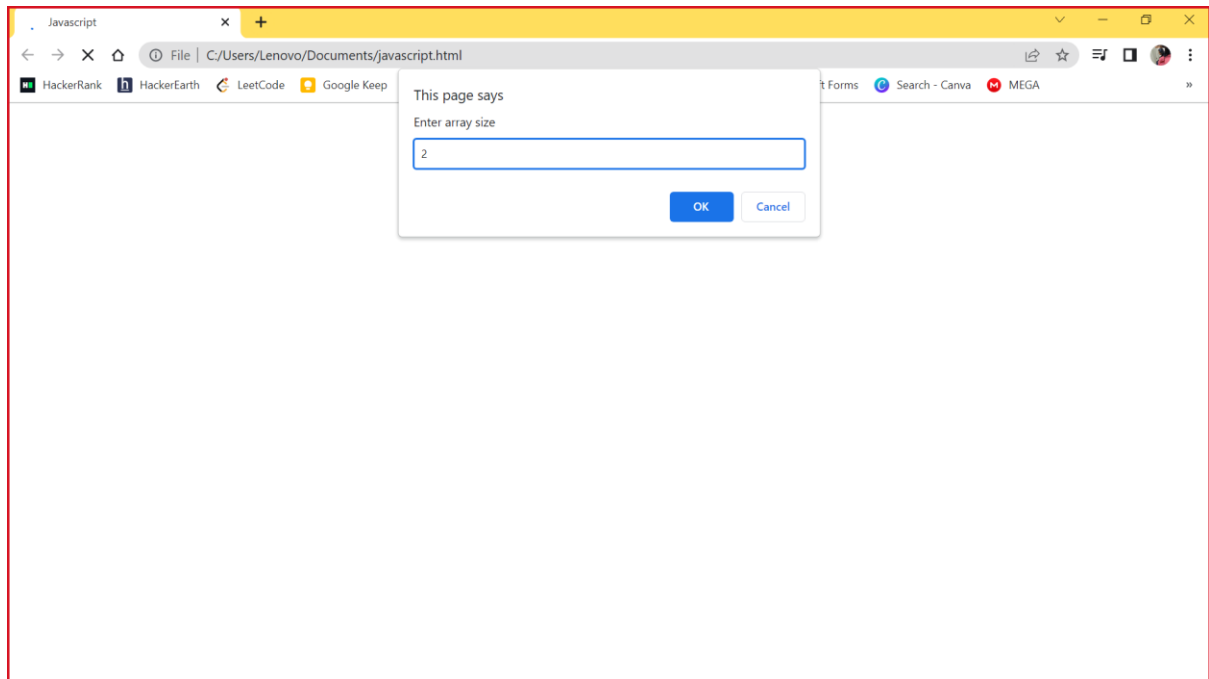 Javascript
File | C:/Users/Lenovo/Documents/javascript.html
HackerRank h HackerEarth LeetCode Google Keep t Forms C Search - Canva M MEGA »
This page says
Enter array size
2
OK Cancel